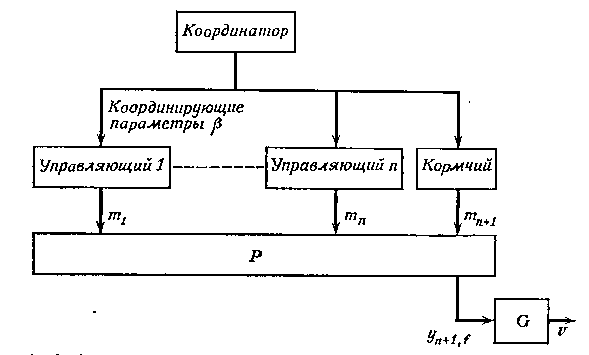 Координатор
Координирующие
параметры β
Управляющий 1
Управляющий n
Кормчий
m₁
mₙ
mₙ₊₁
P
G
yₙ₊₁,f
v